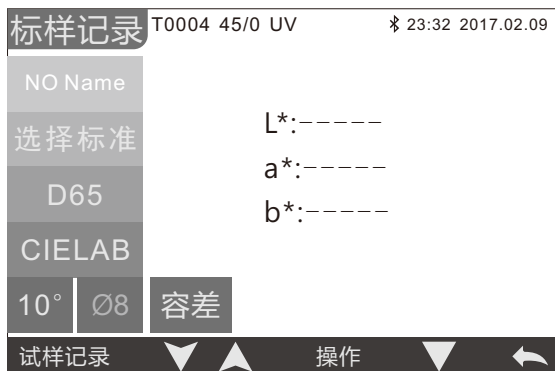 标样记录 T0004 45/0 UV 23:32 2017.02.09
NO Name
选择标准
D65
CIELAB
10° Ø8 容差
L*:-----
a*:-----
b*:-----
试样记录 操作